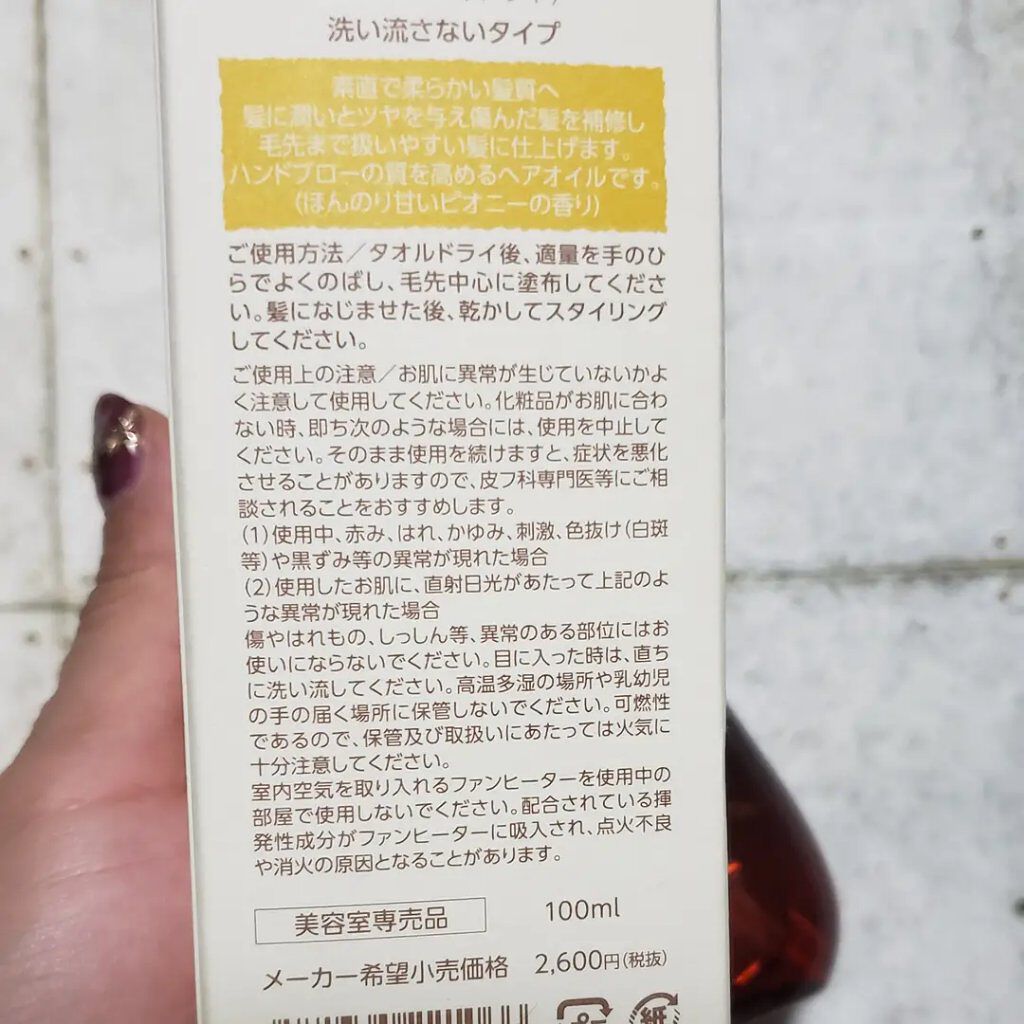 洗い流さないタイプ
素直で柔らかい髪質へ
髪に潤いとツヤを与え傷んだ髪を補修し
毛先まで扱いやすい髪に仕上げます。
ハンドブローの質を高めるヘアオイルです。
(ほんのり甘いピオニーの香り)
ご使用方法/タオルドライ後、適量を手のひ
らでよくのばし、毛先中心に塗布してくださ
い。髪になじませた後、乾かしてスタイリング
してください。
ご使用上の注意/お肌に異常が生じていないかよ
く注意して使用してください。化粧品がお肌に合わ
ない時、即ち次のような場合には、使用を中止して
ください。そのまま使用を続けますと、症状を悪化
させることがありますので、皮フ科専門医等にご相
談されることをおすすめします。
(1)使用中、赤み、はれ、かゆみ、刺激、色抜け(白斑
等)や黒ずみ等の異常が現れた場合
(2)使用したお肌に、直射日光があたって上記のよ
うな異常が現れた場合
傷やはれもの、しっしん等、異常のある部位にはお
使いにならないでください。目に入った時は、直ち
に洗い流してください。高温多湿の場所や乳幼児
の手の届く場所に保管しないでください。可燃性
であるので、保管及び取扱いにあたっては火気に
十分注意してください。
室内空気を取り入れるファンヒーターを使用中の
部屋で使用しないでください。配合されている揮
発性成分がファンヒーターに吸入され、点火不良
や消火の原因となることがあります。
美容室専売品 100ml
メーカー希望小売価格 2,600円(税抜)
紙